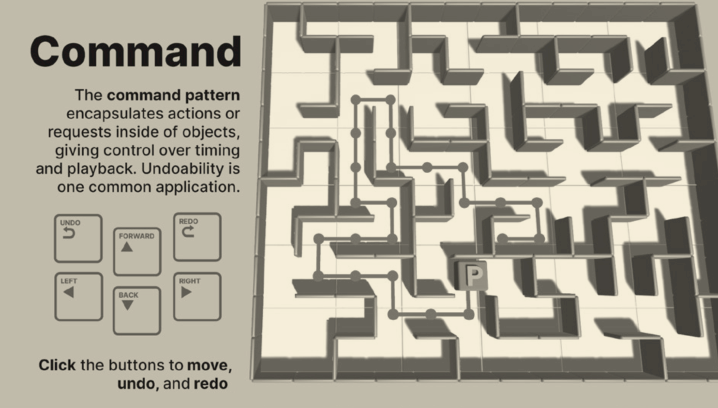 Command
The command pattern
encapsulates actions or
requests inside of objects,
giving control over timing
and playback. Undoability is
one common application.
UNDO
FORWARD
REDO
LEFT
BACK
RIGHT
Click the buttons to move,
undo, and redo
P